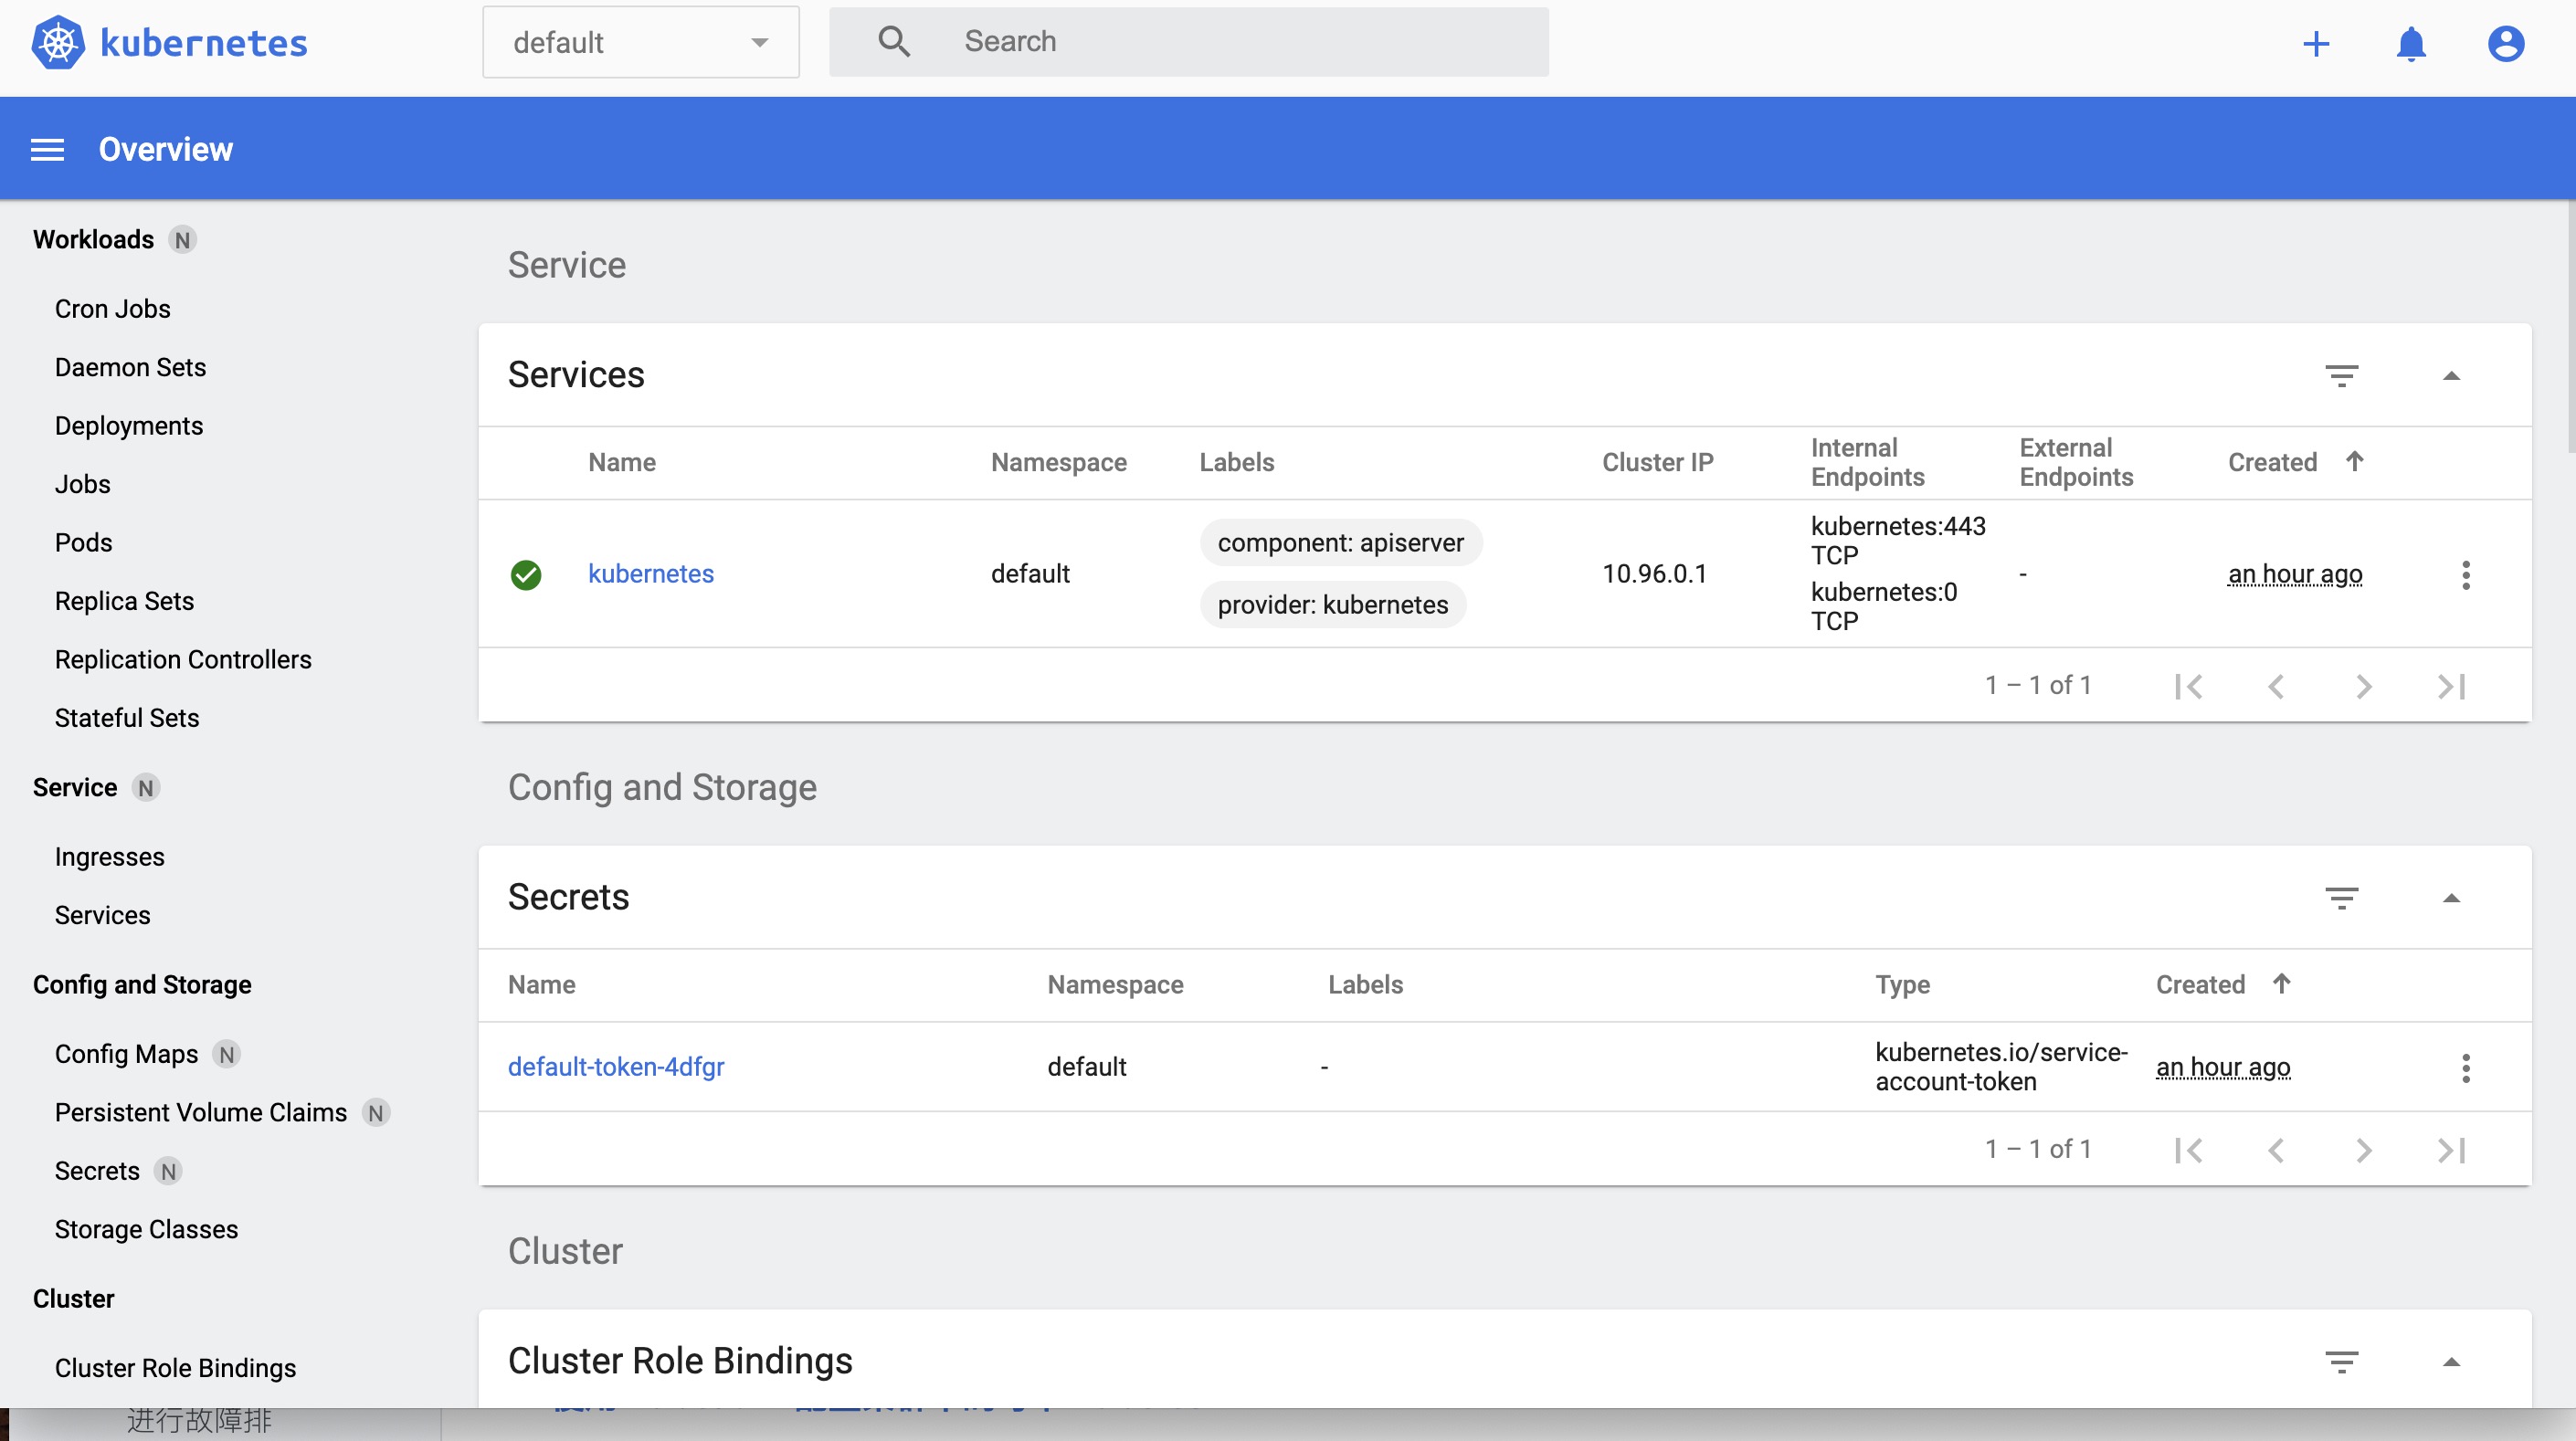 kubernetes
default
Search
Overview
Workloads N
Cron Jobs
Daemon Sets
Deployments
Jobs
Pods
Replica Sets
Replication Controllers
Stateful Sets
Service N
Ingresses
Services
Config and Storage
Config Maps N
Persistent Volume Claims N
Secrets N
Storage Classes
Cluster
Cluster Role Bindings
Service
Services
Name Namespace Labels Cluster IP Internal Endpoints External Endpoints Created
kubernetes default component: apiserver 10.96.0.1 kubernetes:443 TCP - an hour ago
provider: kubernetes kubernetes:0 TCP
1 – 1 of 1
Config and Storage
Secrets
Name Namespace Labels Type Created
default-token-4dfgr default - kubernetes.io/service-account-token an hour ago
1 – 1 of 1
Cluster
Cluster Role Bindings
进行故障排